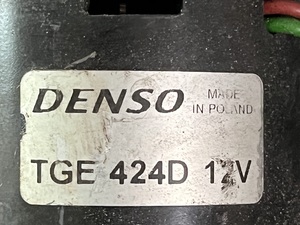 DENSO
MADE
IN POLAND
TGE 424D 12V